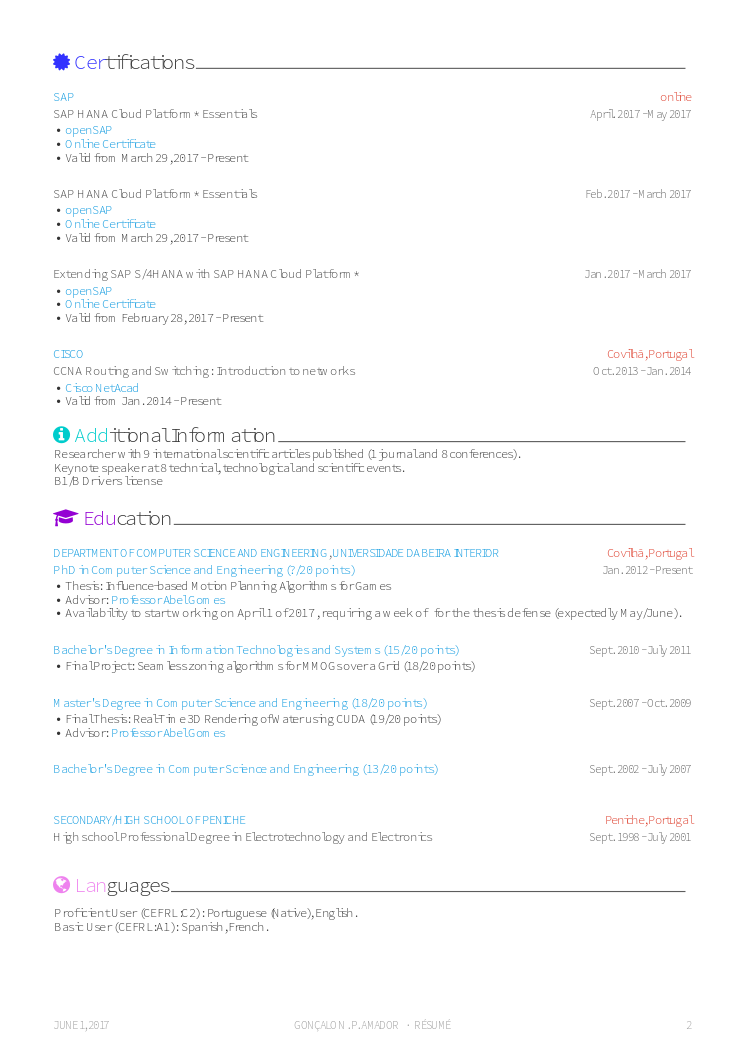 Certifications
SAP online
SAP HANA Cloud Platform * Essentials April. 2017 - May 2017
• openSAP
• Online Certificate
• Valid from March 29, 2017 - Present
SAP HANA Cloud Platform * Essentials Feb. 2017 - March 2017
• openSAP
• Online Certificate
• Valid from March 29, 2017 - Present
Extending SAP S/4HANA with SAP HANA Cloud Platform * Jan. 2017 - March 2017
• openSAP
• Online Certificate
• Valid from February 28, 2017 - Present
CISCO Covilhã, Portugal
CCNA Routing and Switching: Introduction to networks Oct. 2013 - Jan. 2014
• Cisco NetAcad
• Valid from Jan. 2014 - Present
Additional Information
Researcher with 9 international scientific articles published (1 journal and 8 conferences).
Keynote speaker at 8 technical, technological and scientific events.
B1/B Drivers license
Education
DEPARTMENT OF COMPUTER SCIENCE AND ENGINEERING, UNIVERSIDADE DA BEIRA INTERIOR Covilhã, Portugal
PhD in Computer Science and Engineering (?/20 points) Jan. 2012 - Present
• Thesis: Influence-based Motion Planning Algorithms for Games
• Advisor: Professor Abel Gomes
• Availability to start working on April 1 of 2017, requiring a week of for the thesis defense (expectedly May/June).
Bachelor's Degree in Information Technologies and Systems (15/20 points) Sept. 2010 - July 2011
• Final Project: Seamless zoning algorithms for MMOGs over a Grid (18/20 points)
Master's Degree in Computer Science and Engineering (18/20 points) Sept. 2007 - Oct. 2009
• Final Thesis: Real-Time 3D Rendering of Water using CUDA (19/20 points)
• Advisor: Professor Abel Gomes
Bachelor's Degree in Computer Science and Engineering (13/20 points) Sept. 2002 - July 2007
SECONDARY/HIGH SCHOOL OF PENICHE Peniche, Portugal
High school Professional Degree in Electrotechnology and Electronics Sept. 1998 - July 2001
Languages
Proficient User (CEFRL:C2): Portuguese (Native), English.
Basic User (CEFRL:A1): Spanish, French.
JUNE 1, 2017 GONÇALO N. P. AMADOR · RÉSUMÉ 2